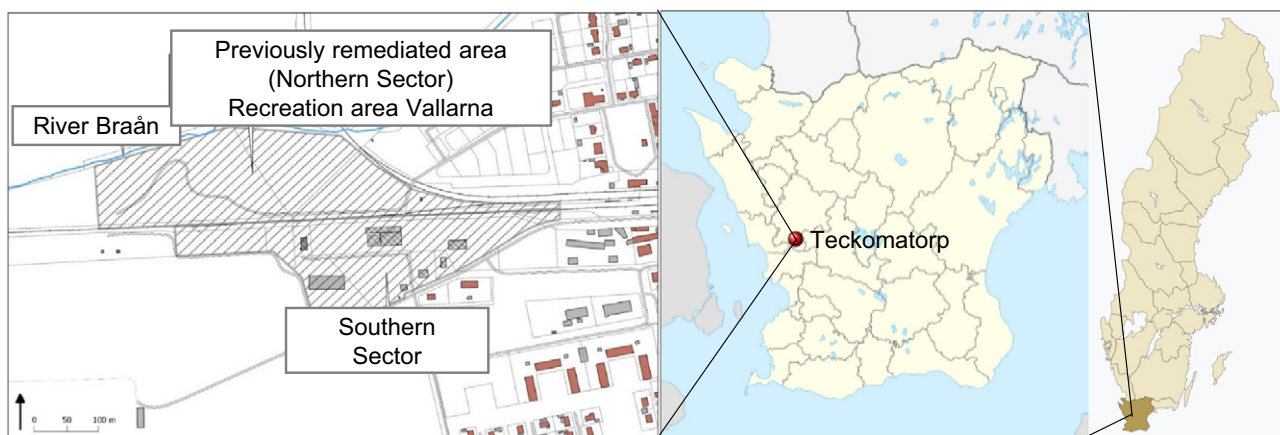 Previously remediated area
(Northern Sector)
Recreation area Vallarna
River Braån
Southern
Sector
0 50 100 m
Teckomatorp